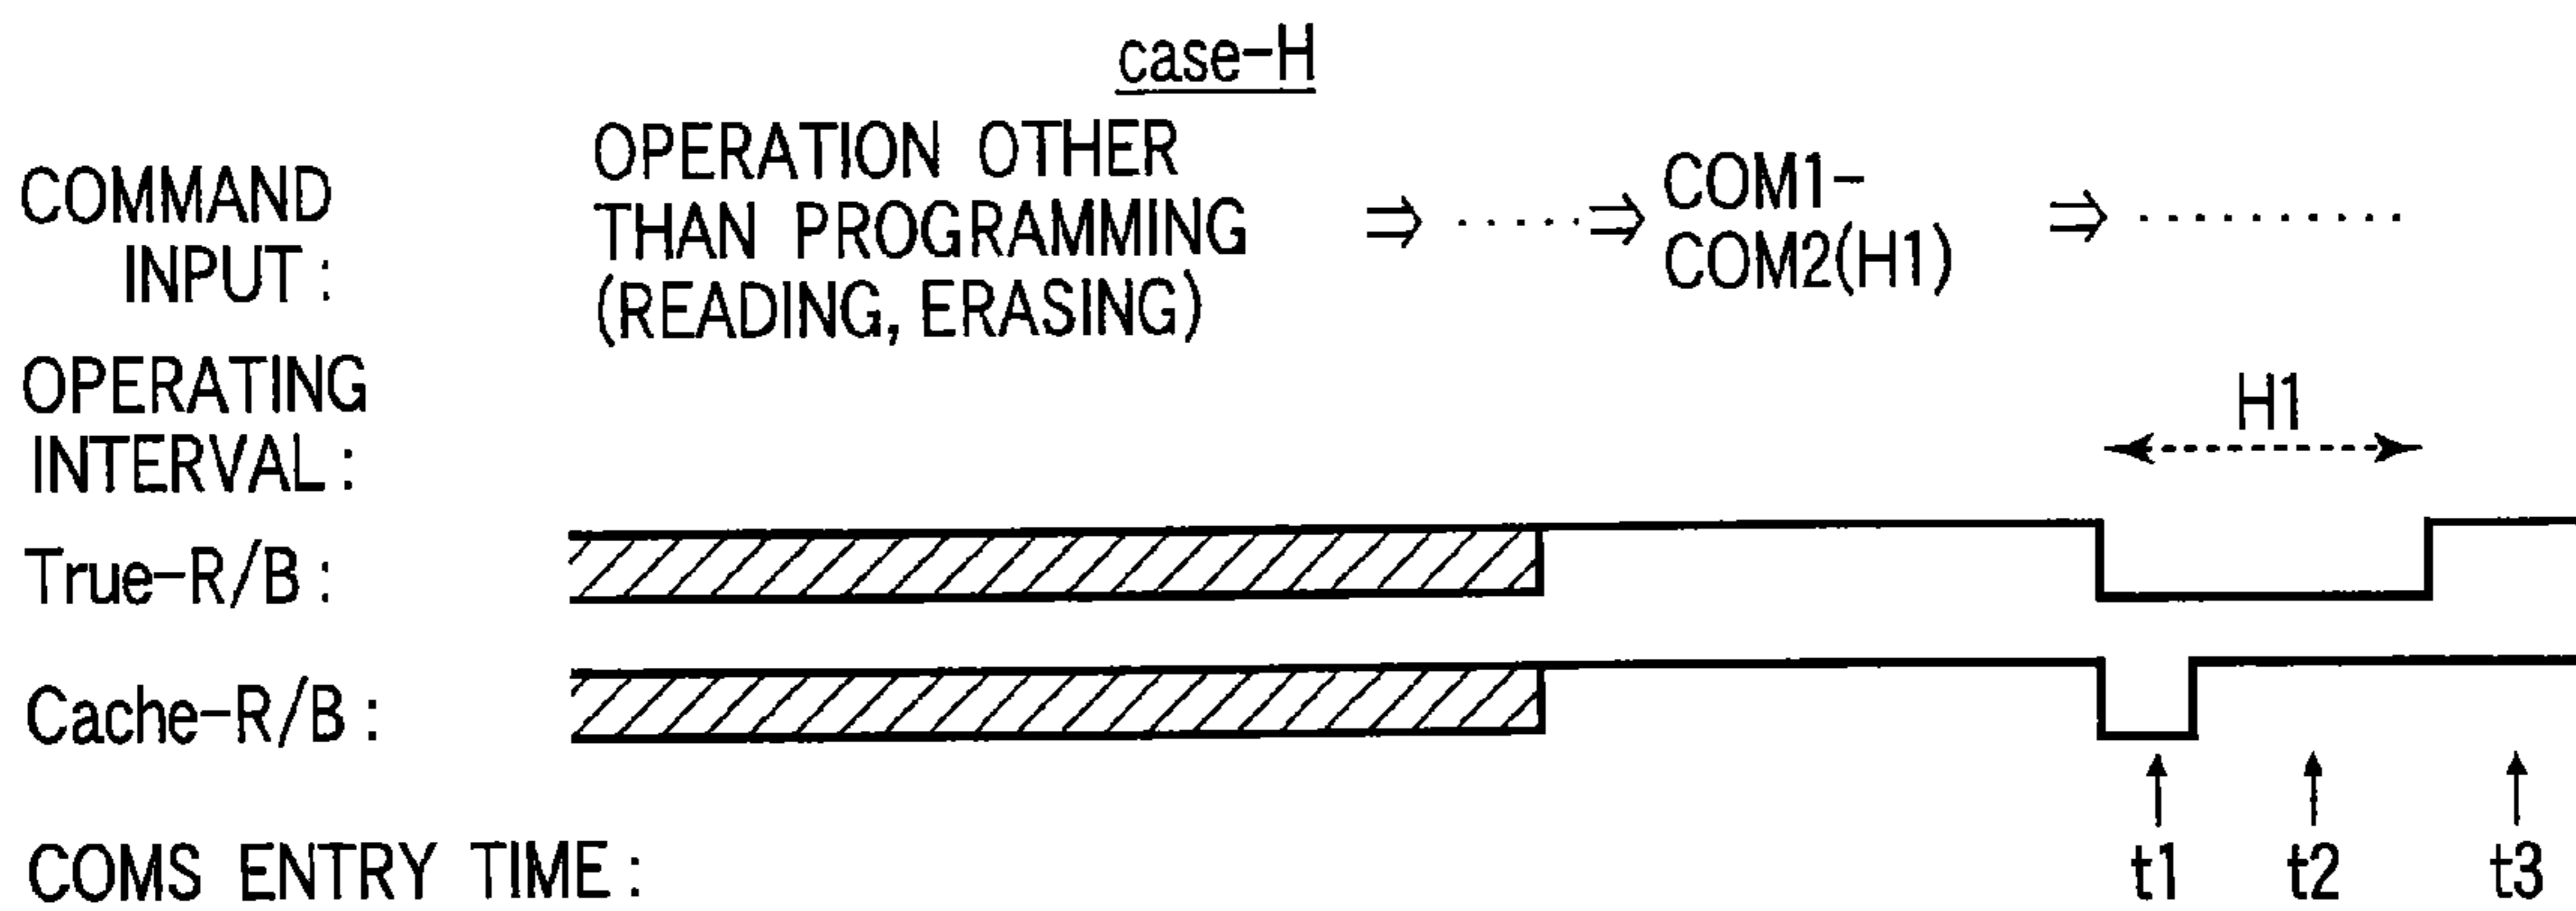 case-H
COMMAND INPUT :
OPERATION OTHER
THAN PROGRAMMING
(READING, ERASING)
⇒ ····· ⇒ COM1-
COM2(H1)
⇒ ·········
OPERATING
INTERVAL :
H1
True-R/B :
Cache-R/B :
COMS ENTRY TIME :
t1 t2 t3